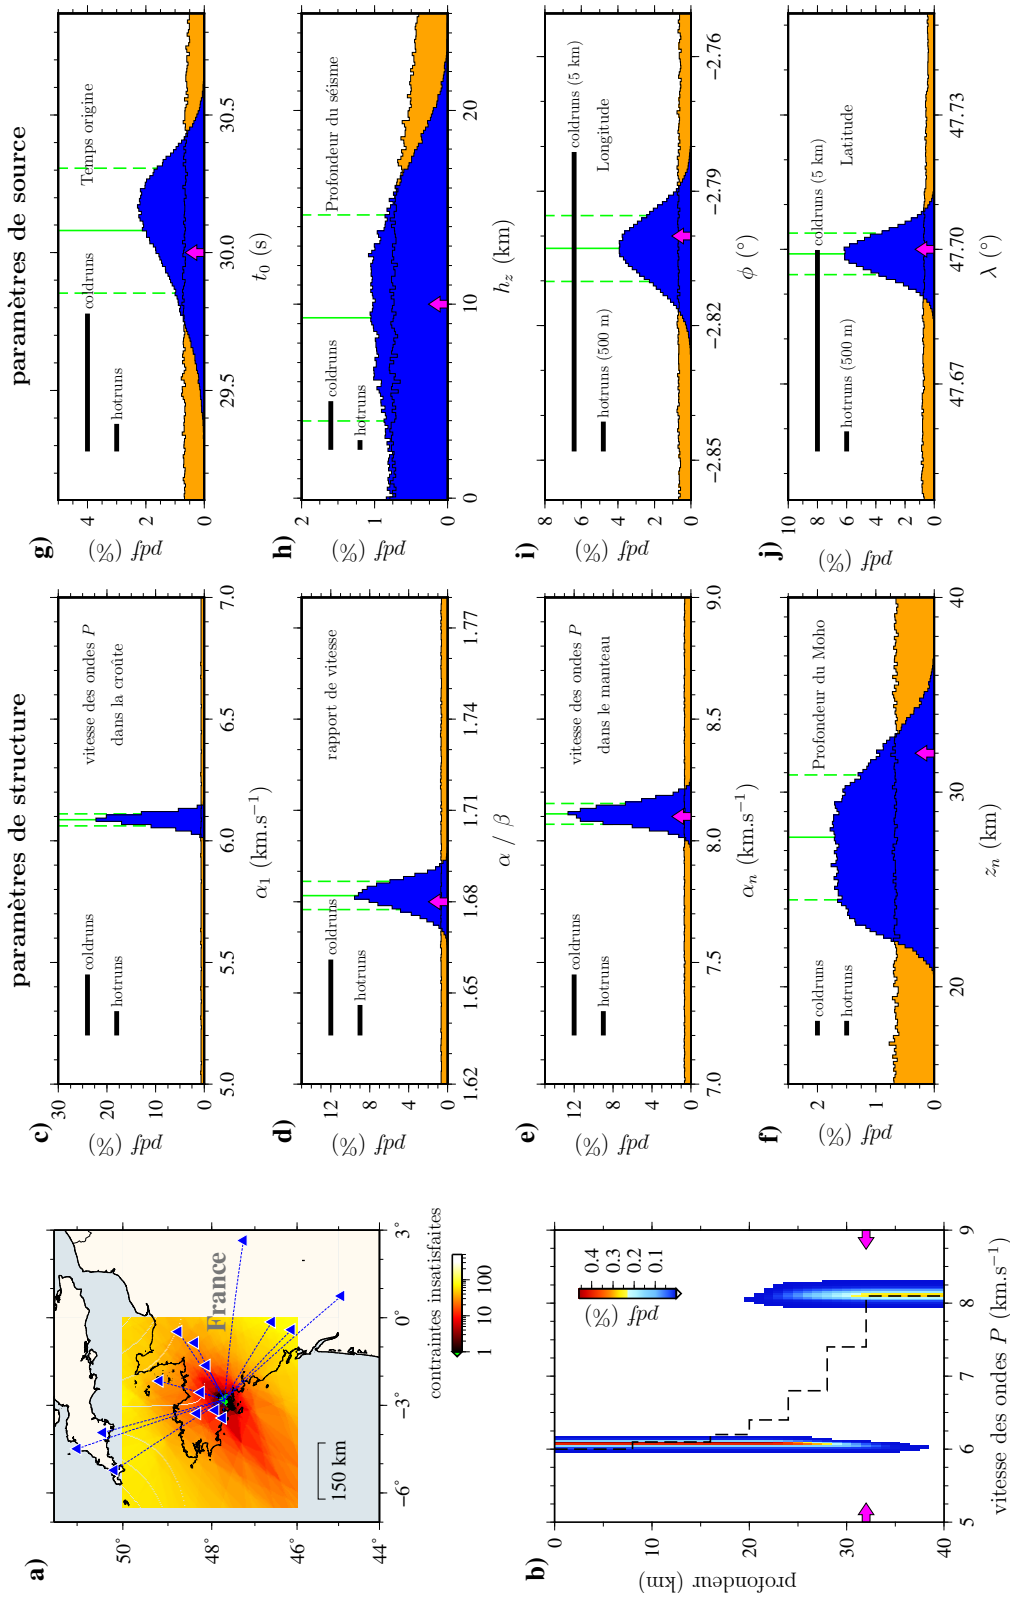 paramètres de structure
paramètres de source
a)
50°
48°
46°
44°
−6°
−3°
0°
3°
France
150 km
1 10 100
contraintes insatisfaites
b)
0
10
20
30
40
profondeur (km)
5 6 7 8 9
vitesse des ondes P (km.s⁻¹)
0.4 0.3 0.2 0.1
pdf (%)
c)
30
20
10
0
pdf (%)
coldruns
hotruns
vitesse des ondes P
dans la croûte
5.0 5.5 6.0 6.5 7.0
α₁ (km.s⁻¹)
d)
12
8
4
0
pdf (%)
coldruns
hotruns
rapport de vitesse
1.62 1.65 1.68 1.71 1.74 1.77
α / β
e)
12
8
4
0
pdf (%)
coldruns
hotruns
vitesse des ondes P
dans le manteau
7.0 7.5 8.0 8.5 9.0
αₙ (km.s⁻¹)
f)
2
1
0
pdf (%)
coldruns
hotruns
Profondeur du Moho
20 30 40
zₙ (km)
g)
4
2
0
pdf (%)
coldruns
hotruns
Temps origine
29.5 30.0 30.5
t₀ (s)
h)
2
1
0
pdf (%)
coldruns
hotruns
Profondeur du séisme
0 10 20
h_z (km)
i)
8
6
4
2
0
pdf (%)
coldruns (5 km)
hotruns (500 m)
Longitude
−2.85 −2.82 −2.79 −2.76
ϕ (°)
j)
10
8
6
4
2
0
pdf (%)
coldruns (5 km)
hotruns (500 m)
Latitude
47.67 47.70 47.73
λ (°)